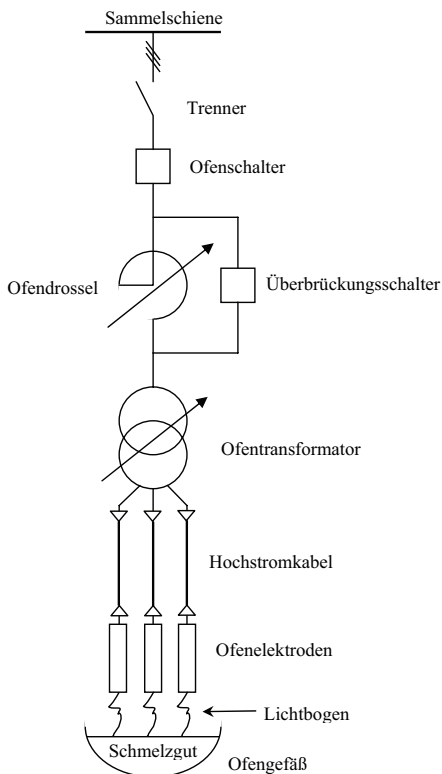 Sammelschiene
Trenner
Ofenschalter
Ofendrossel
Überbrückungsschalter
Ofentransformator
Hochstromkabel
Ofenelektroden
Lichtbogen
Schmelzgut
Ofengefäß